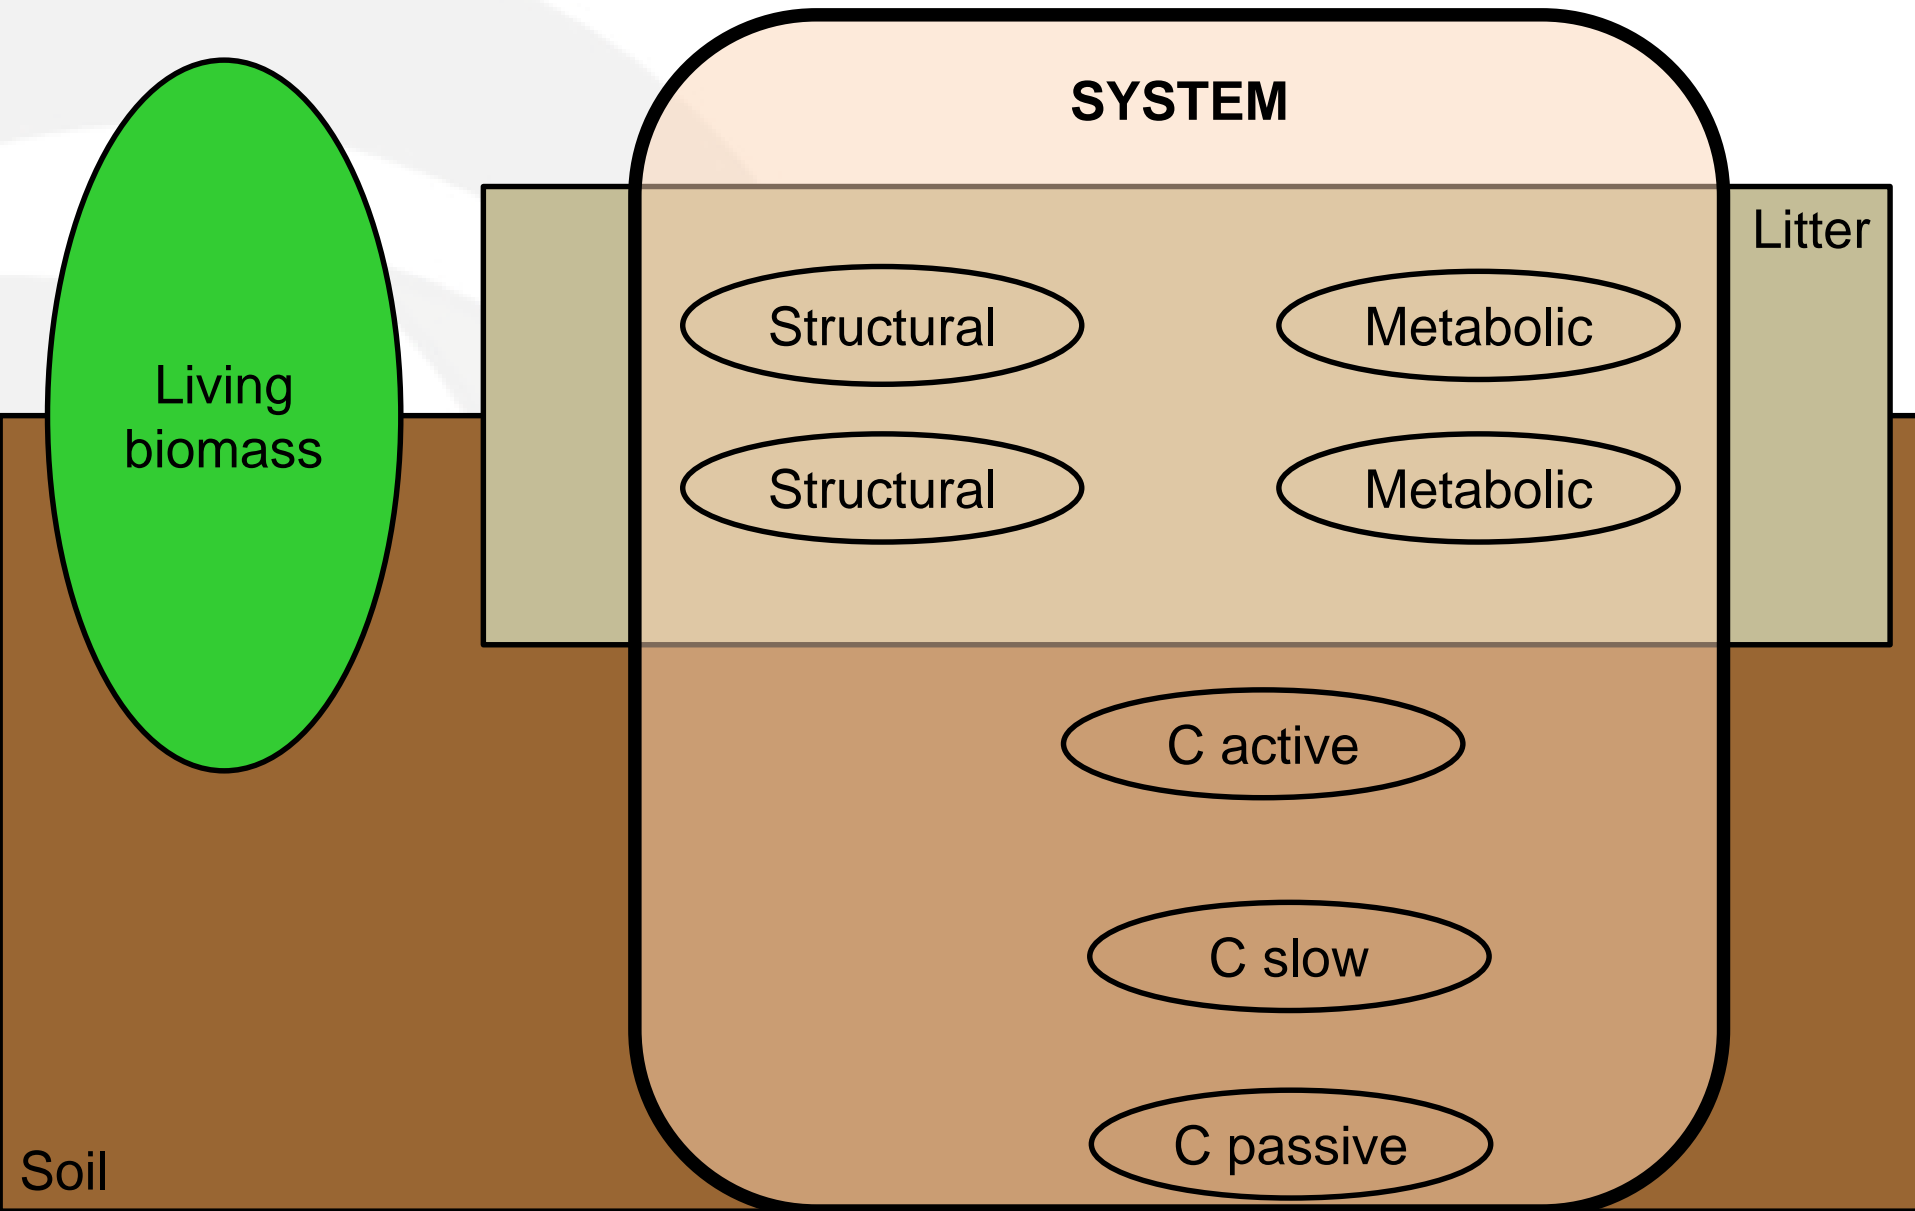 SYSTEM
Litter
Structural
Metabolic
Living
biomass
Structural
Metabolic
C active
C slow
C passive
Soil